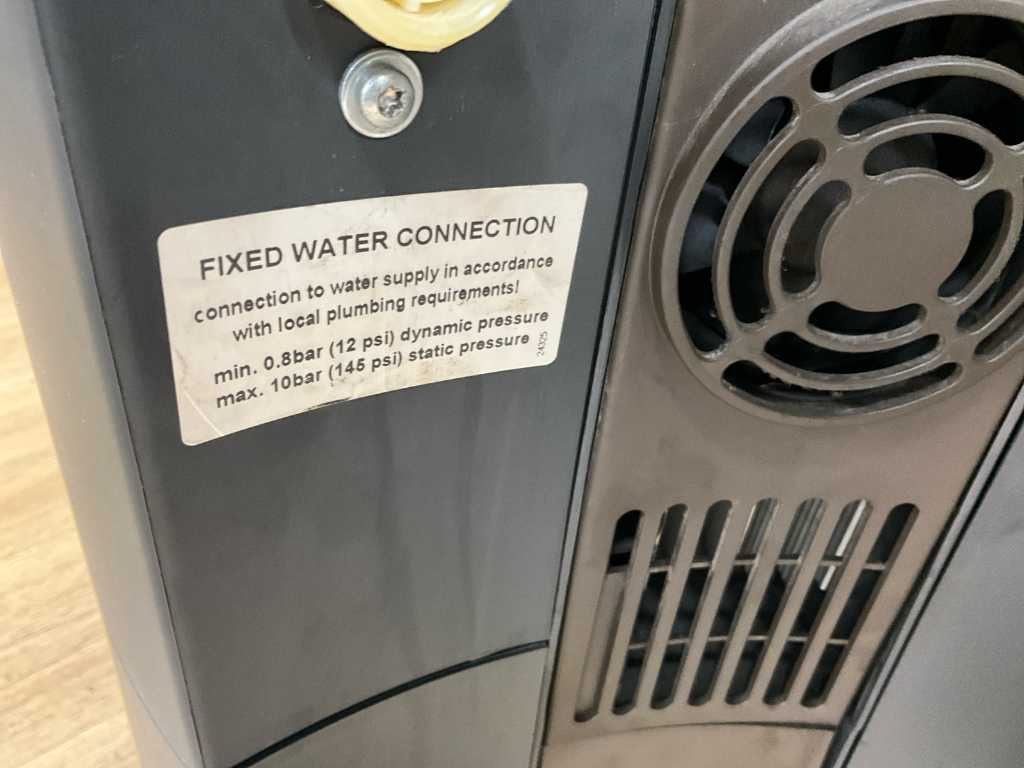 FIXED WATER CONNECTION
connection to water supply in accordance
with local plumbing requirements!
min. 0.8bar (12 psi) dynamic pressure
max. 10bar (145 psi) static pressure
24325